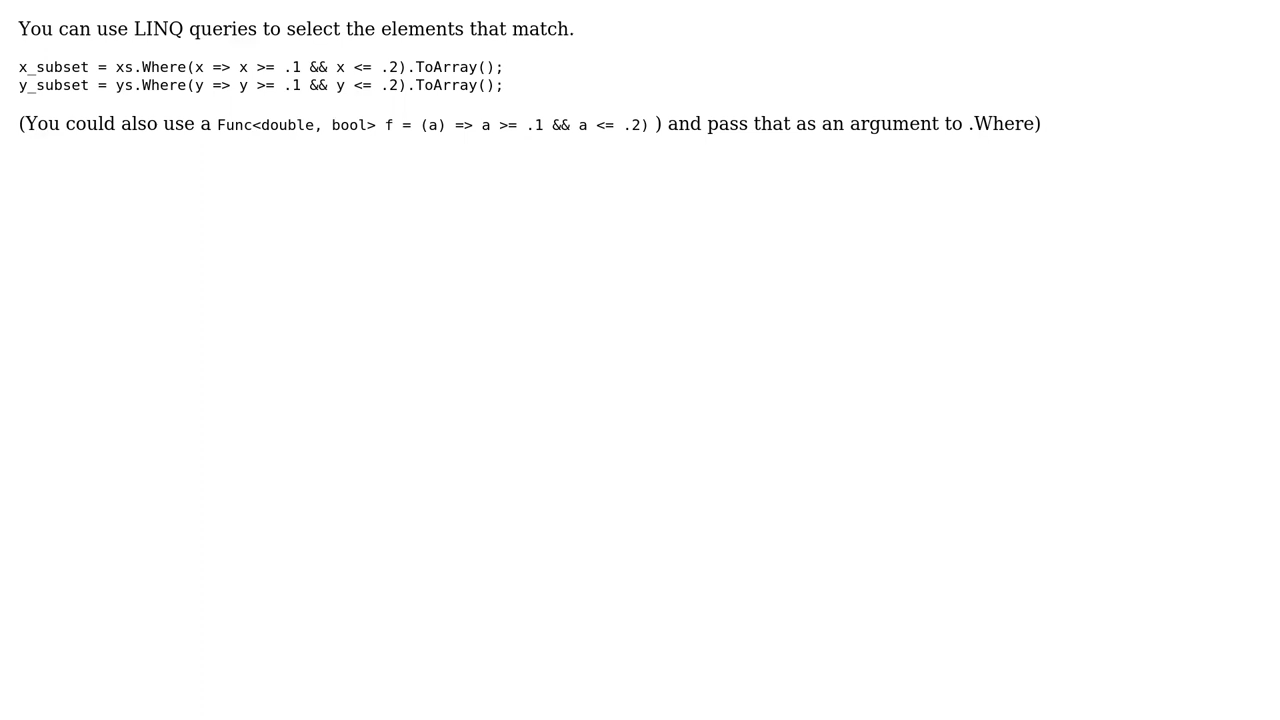 You can use LINQ queries to select the elements that match.
x_subset = xs.Where(x => x >= .1 && x <= .2).ToArray();
y_subset = ys.Where(y => y >= .1 && y <= .2).ToArray();
(You could also use a Func<double, bool> f = (a) => a >= .1 && a <= .2) ) and pass that as an argument to .Where)